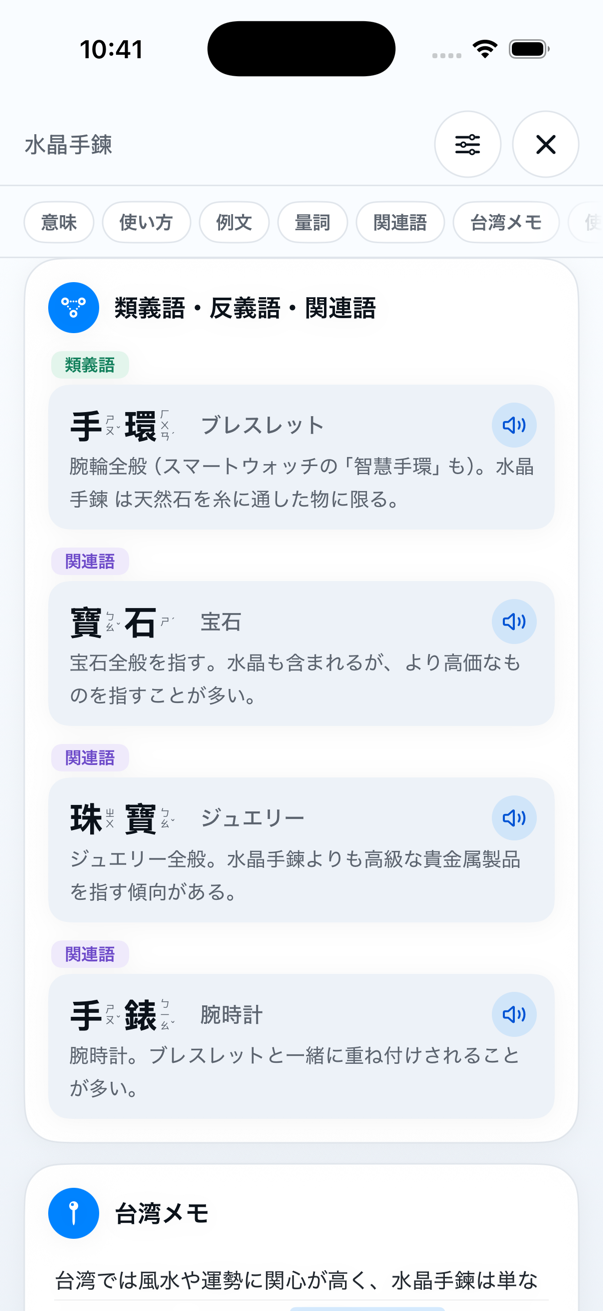 10:41
水晶手鍊
意味 使い方 例文 量詞 関連語 台湾メモ 使
類義語・反義語・関連語
類義語
手ㄕㄡˇ環ㄏㄨㄢˊ ブレスレット
腕輪全般（スマートウォッチの「智慧手環」も）。水晶
手鍊 は天然石を糸に通した物に限る。
関連語
寶ㄅㄠˇ石ㄕˊ 宝石
宝石全般を指す。水晶も含まれるが、より高価なも
のを指すことが多い。
関連語
珠ㄓㄨ寶ㄅㄠˇ ジュエリー
ジュエリー全般。水晶手鍊よりも高級な貴金属製品
を指す傾向がある。
関連語
手ㄕㄡˇ錶ㄅㄧㄠˇ 腕時計
腕時計。ブレスレットと一緒に重ね付けされること
が多い。
台湾メモ
台湾では風水や運勢に関心が高く、水晶手鍊は単な